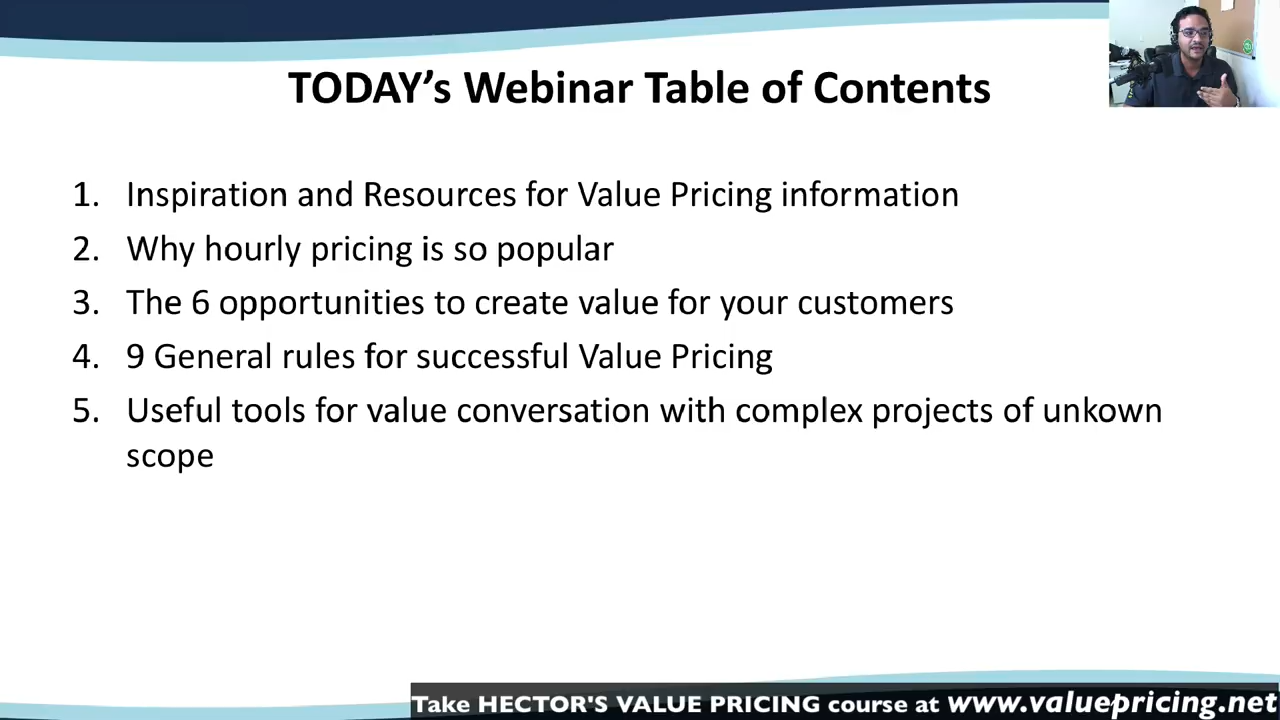 TODAY’s Webinar Table of Contents
1. Inspiration and Resources for Value Pricing information
2. Why hourly pricing is so popular
3. The 6 opportunities to create value for your customers
4. 9 General rules for successful Value Pricing
5. Useful tools for value conversation with complex projects of unkown
scope
Take HECTOR'S VALUE PRICING course at www.valuepricing.net